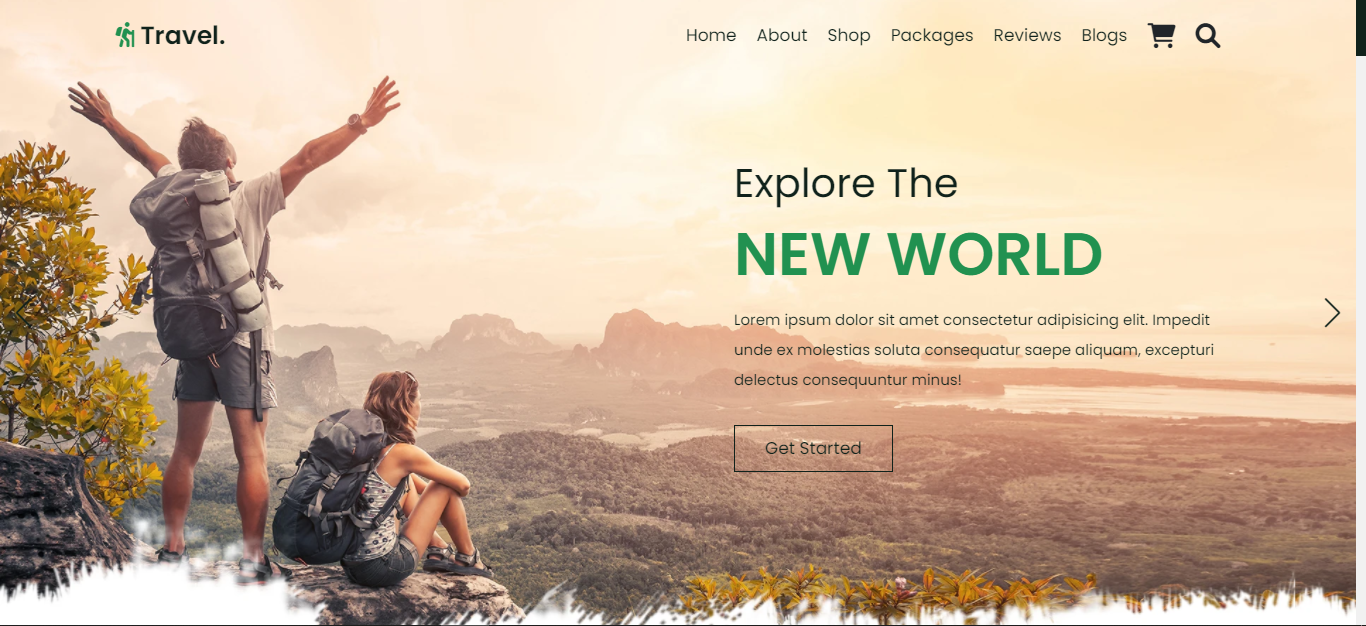 Travel.
Home About Shop Packages Reviews Blogs
Explore The
NEW WORLD
Lorem ipsum dolor sit amet consectetur adipisicing elit. Impedit
unde ex molestias soluta consequatur saepe aliquam, excepturi
delectus consequuntur minus!
Get Started